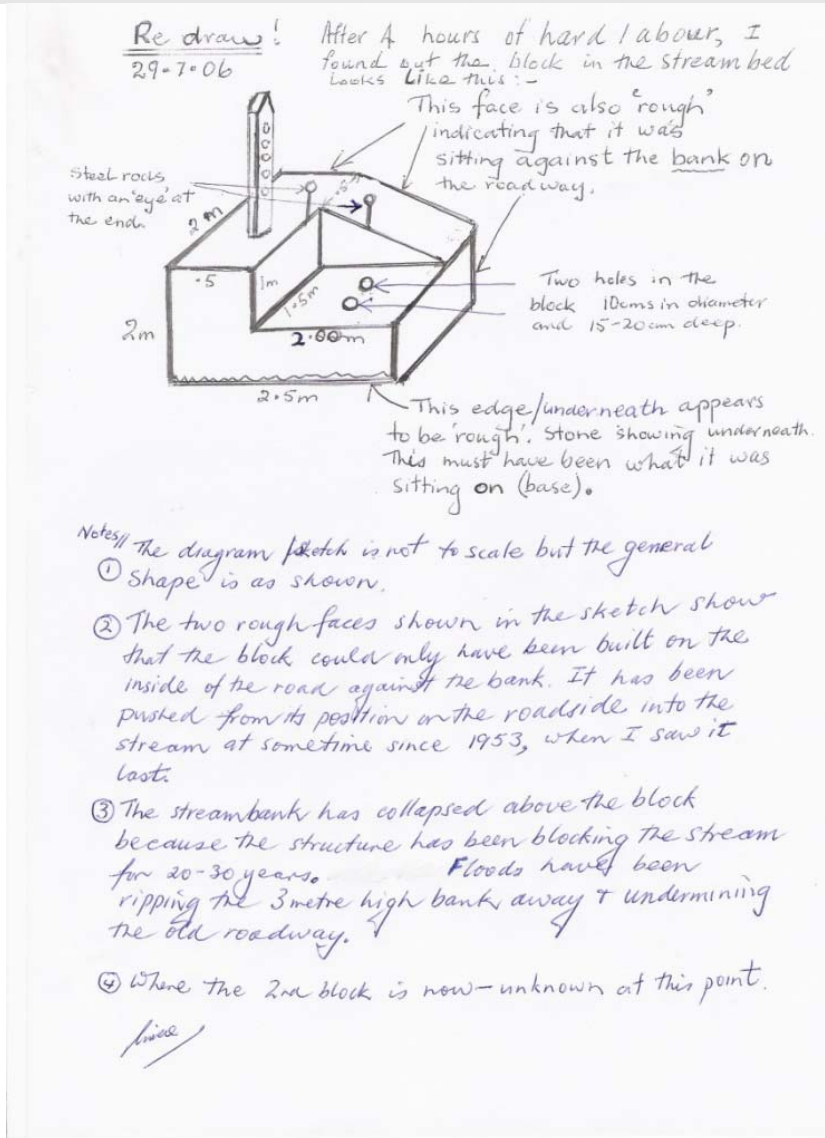 Re draw!
29-7-06
After 4 hours of hard labour, I
found out the block in the streambed
Looks Like this :-
This face is also 'rough'
indicating that it was
sitting against the bank on
the roadway.
Steel rods
with an 'eye' at
the end.
2m
.5
.5
1m
1.5m
2m
2.00m
2.5m
Two holes in the
block 10cms in diameter
and 15-20cm deep.
This edge/underneath appears
to be 'rough'. Stone showing underneath.
This must have been what it was
sitting on (base).
Notes//
① The diagram/sketch is not to scale but the general
Shape is as shown.
② The two rough faces shown in the sketch show
that the block could only have been built on the
inside of the road against the bank. It has been
pushed from its position on the roadside into the
stream at sometime since 1953, when I saw it
last.
③ The streambank has collapsed above the block
because the structure has been blocking the stream
for 20-30 years. Floods have been
ripping the 3 metre high bank away + undermining
the old roadway.
④ Where the 2nd block is now - unknown at this point.